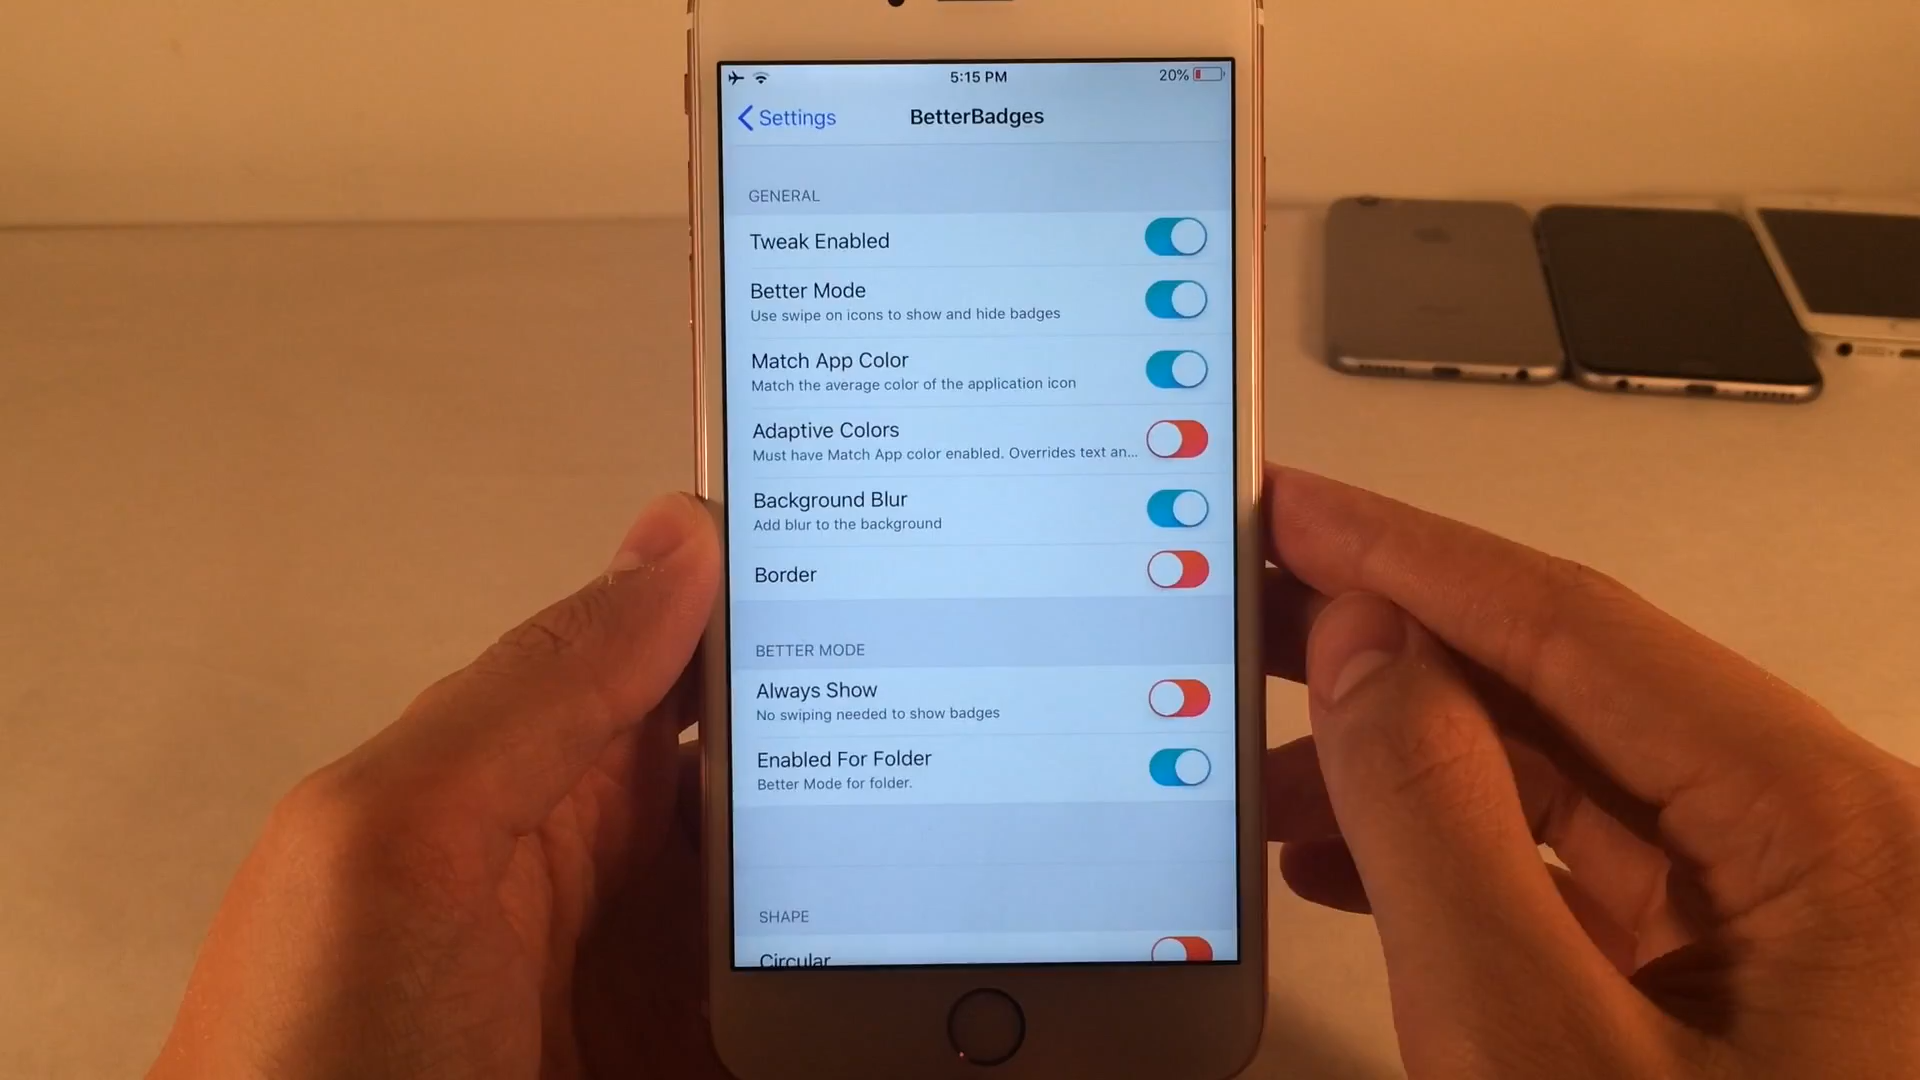 5:15 PM
20%
Settings
BetterBadges
GENERAL
Tweak Enabled
Better Mode
Use swipe on icons to show and hide badges
Match App Color
Match the average color of the application icon
Adaptive Colors
Must have Match App color enabled. Overrides text an...
Background Blur
Add blur to the background
Border
BETTER MODE
Always Show
No swiping needed to show badges
Enabled For Folder
Better Mode for folder.
SHAPE
Circular